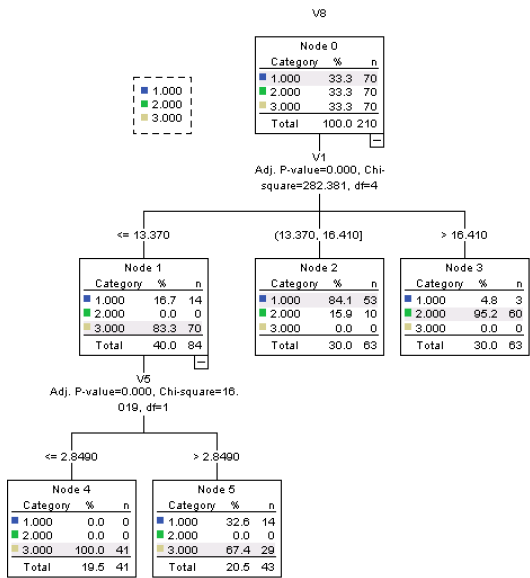 V8
Node 0
Category % n
1.000 33.3 70
2.000 33.3 70
3.000 33.3 70
Total 100.0 210
1.000
2.000
3.000
V1
Adj. P-value=0.000, Chi-
square=282.381, df=4
<= 13.370
(13.370, 16.410]
> 16.410
Node 1
Category % n
1.000 16.7 14
2.000 0.0 0
3.000 83.3 70
Total 40.0 84
Node 2
Category % n
1.000 84.1 53
2.000 15.9 10
3.000 0.0 0
Total 30.0 63
Node 3
Category % n
1.000 4.8 3
2.000 95.2 60
3.000 0.0 0
Total 30.0 63
V5
Adj. P-value=0.000, Chi-square=16.
019, df=1
<= 2.8490
> 2.8490
Node 4
Category % n
1.000 0.0 0
2.000 0.0 0
3.000 100.0 41
Total 19.5 41
Node 5
Category % n
1.000 32.6 14
2.000 0.0 0
3.000 67.4 29
Total 20.5 43